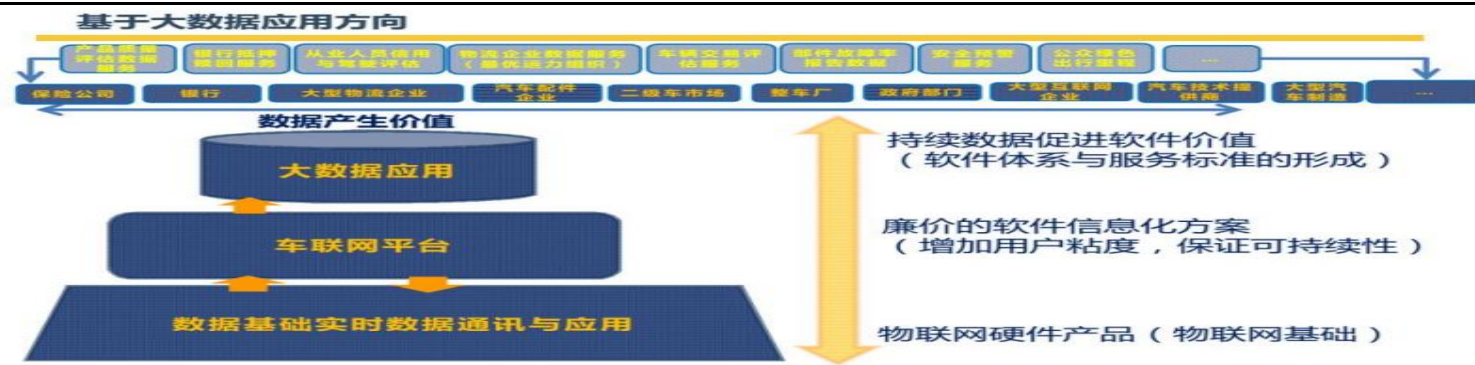 基于大数据应用方向
产品质量
评估数据
服务
银行抵押
赎回服务
从业人员信用
与驾驶评估
物流企业数据服务
（最优运力组织）
车辆交易评
估服务
部件故障率
报告数据
安全预警
服务
公众绿色
出行里程
...
保险公司
银行
大型物流企业
汽车配件
企业
二级车市场
整车厂
政府部门
大型互联网
企业
汽车技术提
供商
大型汽
车制造
...
数据产生价值
大数据应用
车联网平台
数据基础实时数据通讯与应用
持续数据促进软件价值
（软件体系与服务标准的形成）
廉价的软件信息化方案
（增加用户粘度，保证可持续性）
物联网硬件产品（物联网基础）